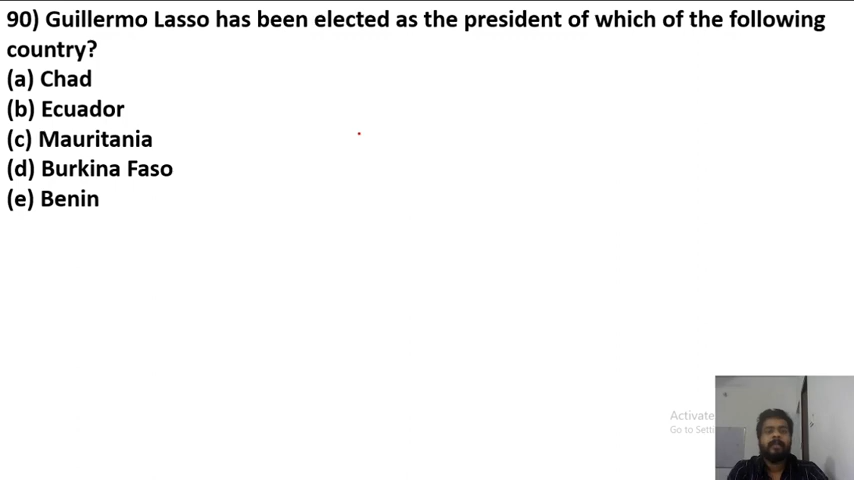 90) Guillermo Lasso has been elected as the president of which of the following
country?
(a) Chad
(b) Ecuador
(c) Mauritania
(d) Burkina Faso
(e) Benin
Activate
Go to Setti